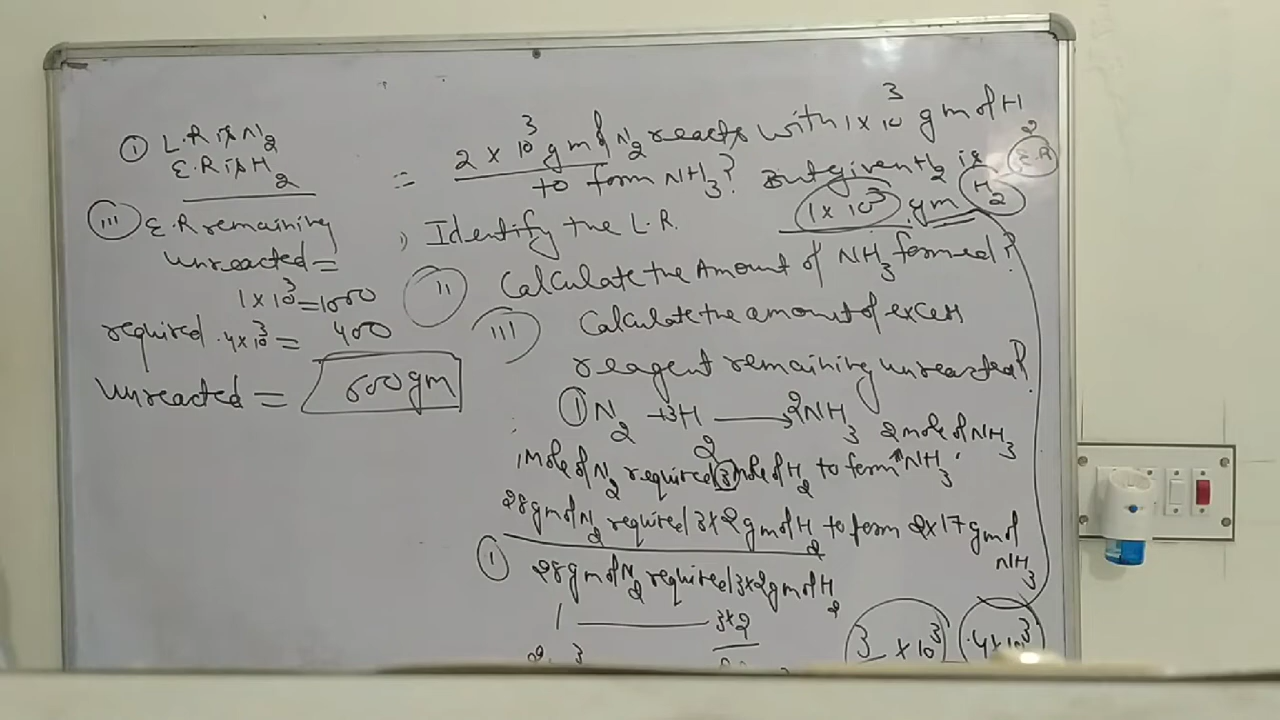 ① L.R is N2
E.R is H2
= 2 × 10³ gm of N2 reacts with 1 × 10³ gm of H2
to form NH3? But given H2 is E.R
1 × 10³ gm H2
i) Identify the L.R.
II Calculate the Amount of NH3 formed?
III Calculate the amount of excess
reagent remaining unreacted?
III E.R remaining
unreacted =
1 × 10³ = 1000
required .4×10³ = 400
Unreacted = 600 gm
① N2 + 3H2 → 2NH3
2 mole of NH3
1 Mole of N2 required 3 mole of H2 to form NH3.
28 gm of N2 required 3×2 gm of H2 to form 2×17 gm of NH3
① 28 gm of N2 required 3×2 gm of H2
1 — 3×2
3 × 10³ .4×10³